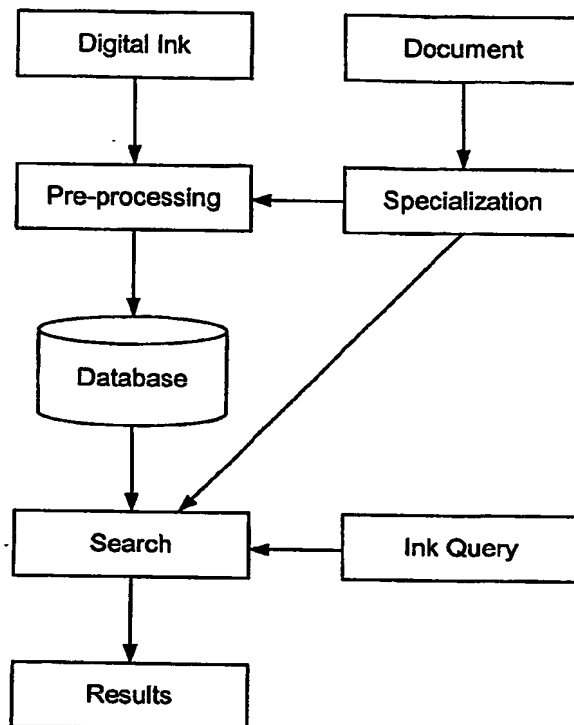 Digital Ink
Document
Pre-processing
Specialization
Database
Search
Ink Query
Results